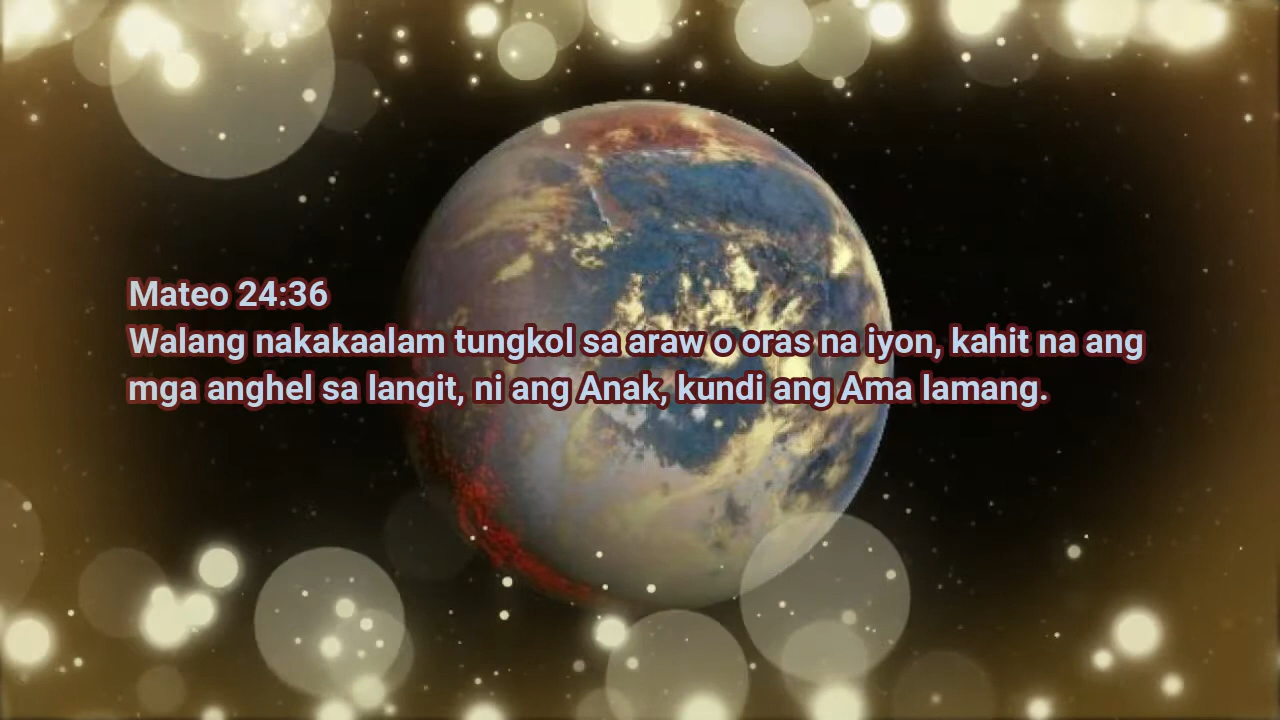 Mateo 24:36
Walang nakakaalam tungkol sa araw o oras na iyon, kahit na ang
mga anghel sa langit, ni ang Anak, kundi ang Ama lamang.